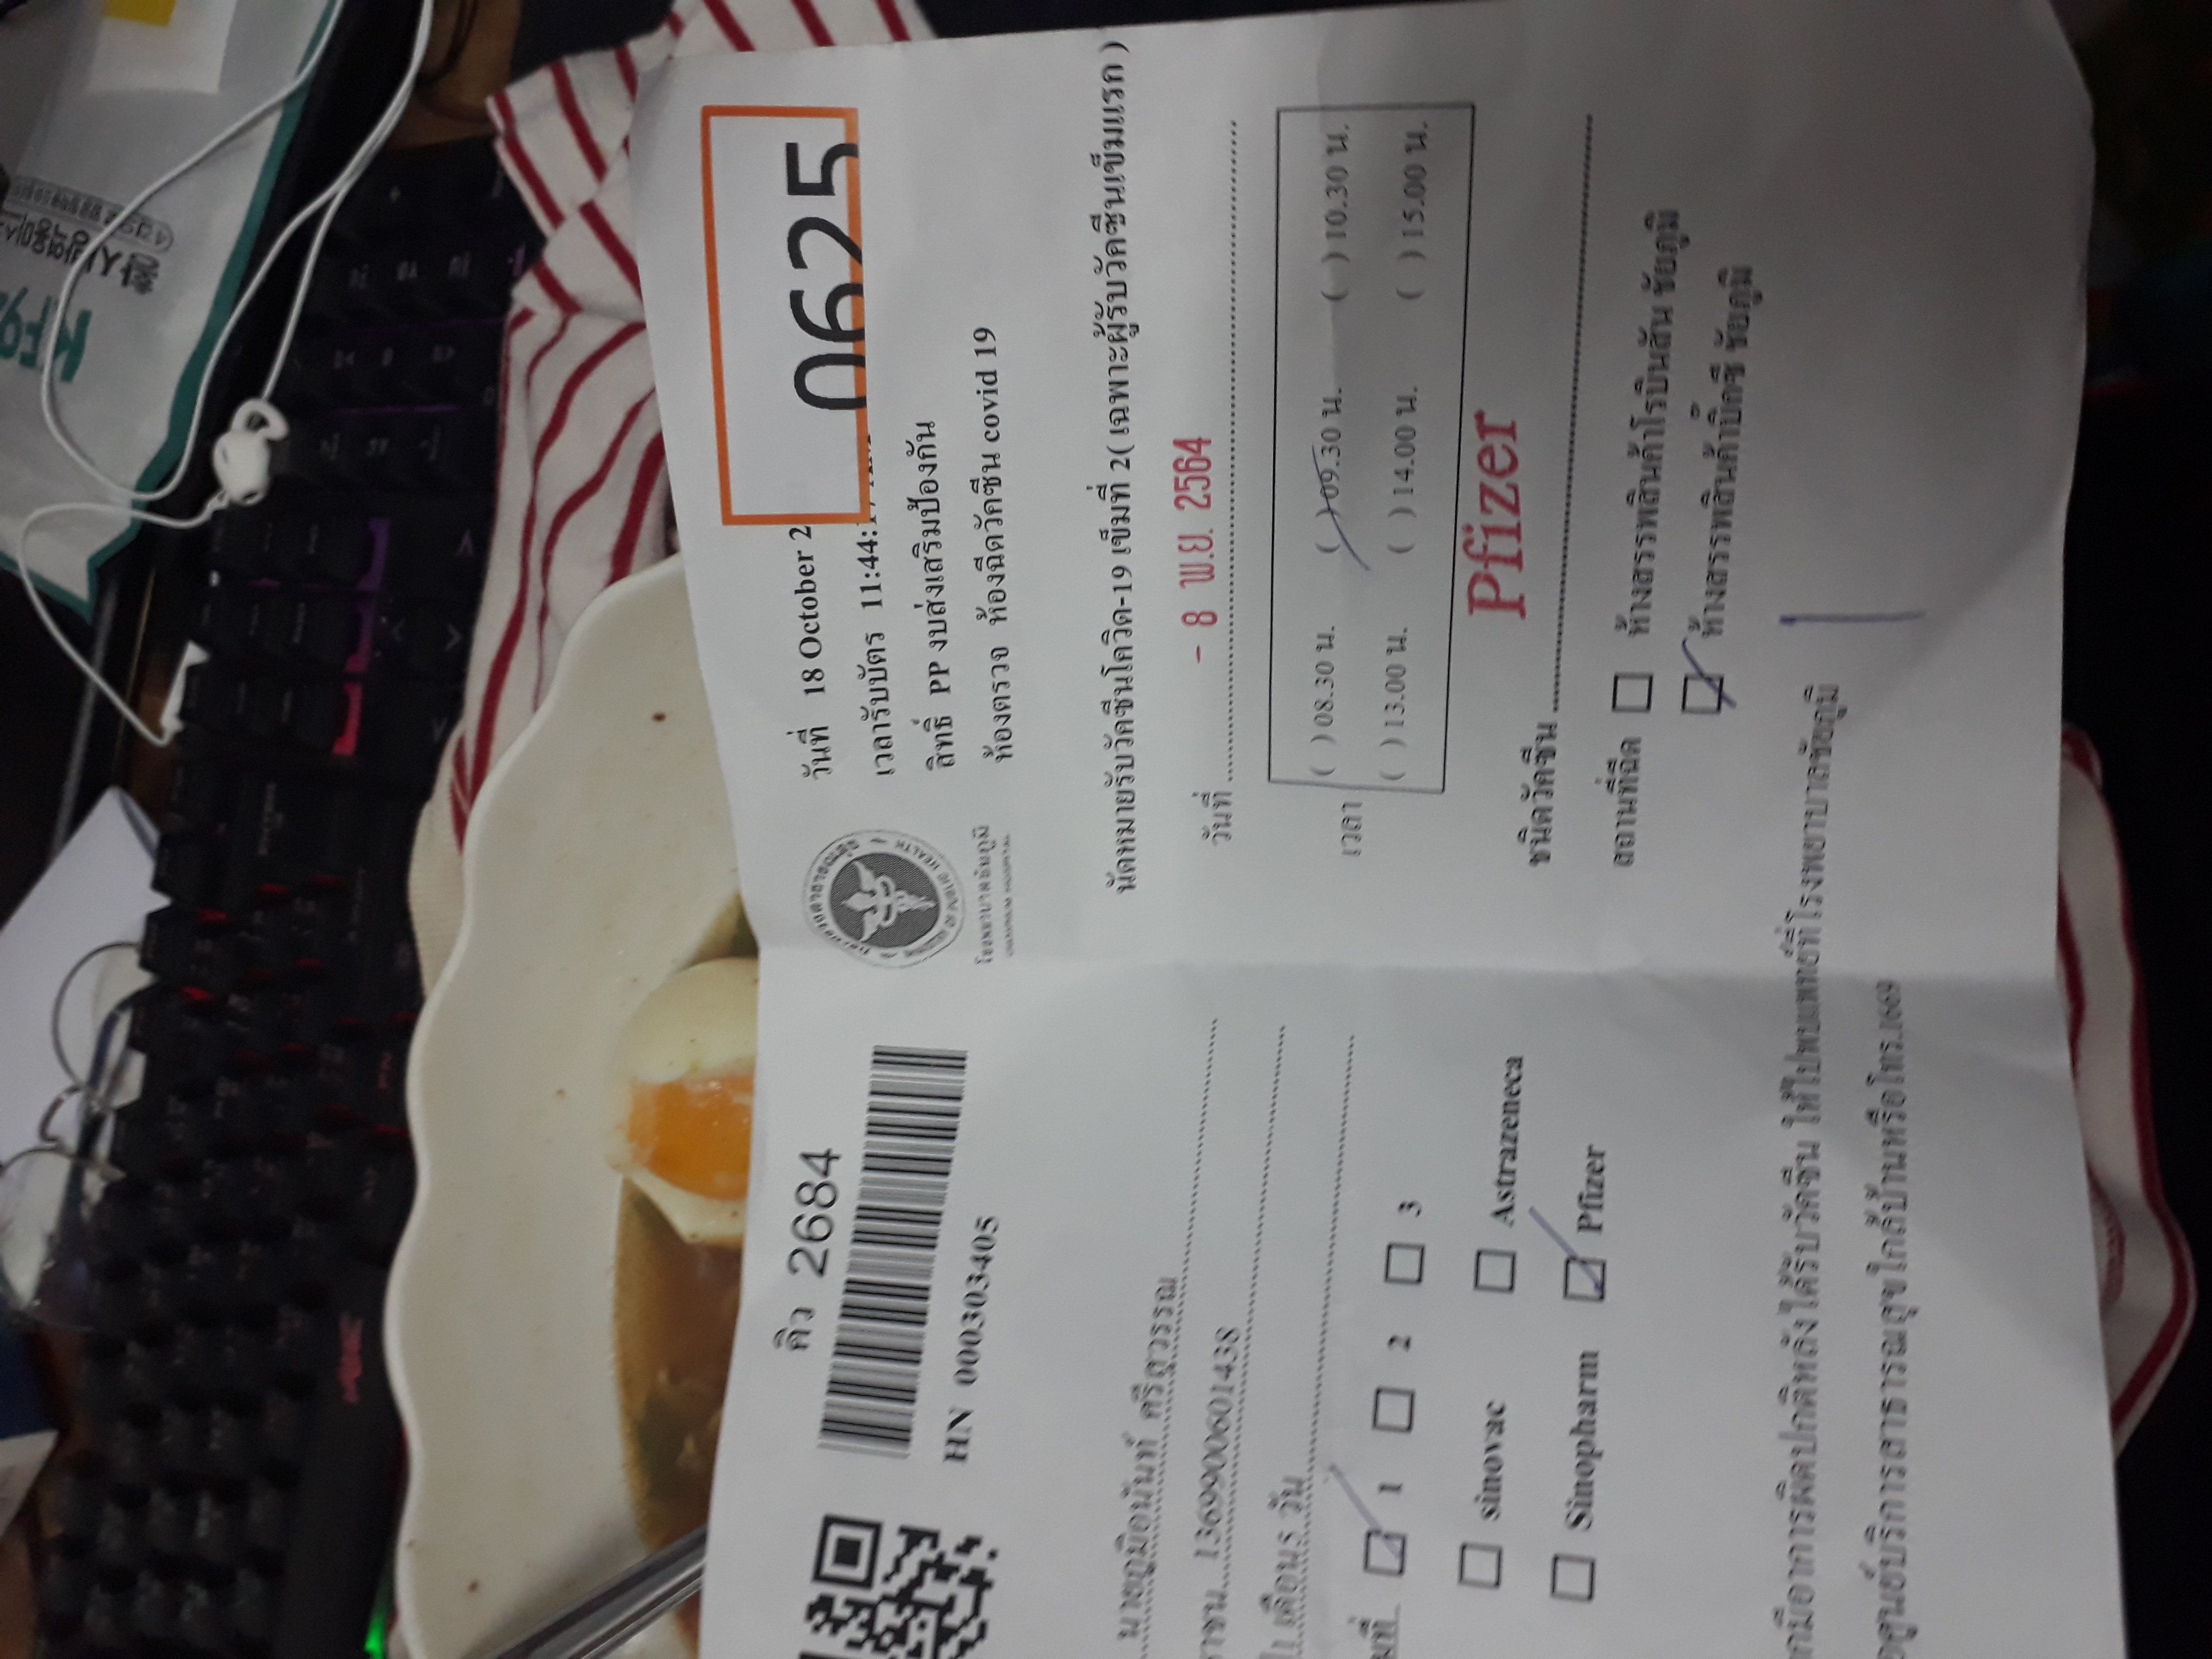 KF9
ENTER
คิว 2684
HN 000303405
MINISTRY OF PUBLIC HEALTH
โรงพยาบาลชัยภูมิ
CHAIYAPHUM HOSPITAL
วันที่ 18 October 2
0625
เวลารับบัตร 11:44:
สิทธิ์ PP งบส่งเสริมป้องกัน
ห้องตรวจ ห้องฉีดวัคซีน covid 19
นายภูมิอนันท์ ศรีสุวรรณ
าชน 1369900601438
เดือน5 วัน
มที่ 1 2 3
sinovac Astrazeneca
Sinopharm Pfizer
นัดหมายรับวัคซีนโควิด-19 เข็มที่ 2( เฉพาะผู้รับวัคซีนเข็มแรก )
วันที่ - 8 พ.ย. 2564
เวลา
( ) 08.30 น. ( ) 09.30 น. ( ) 10.30 น.
( ) 13.00 น. ( ) 14.00 น. ( ) 15.00 น.
ชนิดวัคซีน Pfizer
สถานที่ฉีด ห้างสรรพสินค้าโรบินสัน ชัยภูมิ
ห้างสรรพสินค้าบิ๊กซี ชัยภูมิ
กมีอาการผิดปกติหลังได้รับวัคซีน ให้ไปพบแพทย์ที่โรงพยาบาลชัยภูมิ
อศูนย์บริการสาธารณสุขใกล้บ้านหรือโทร.1669